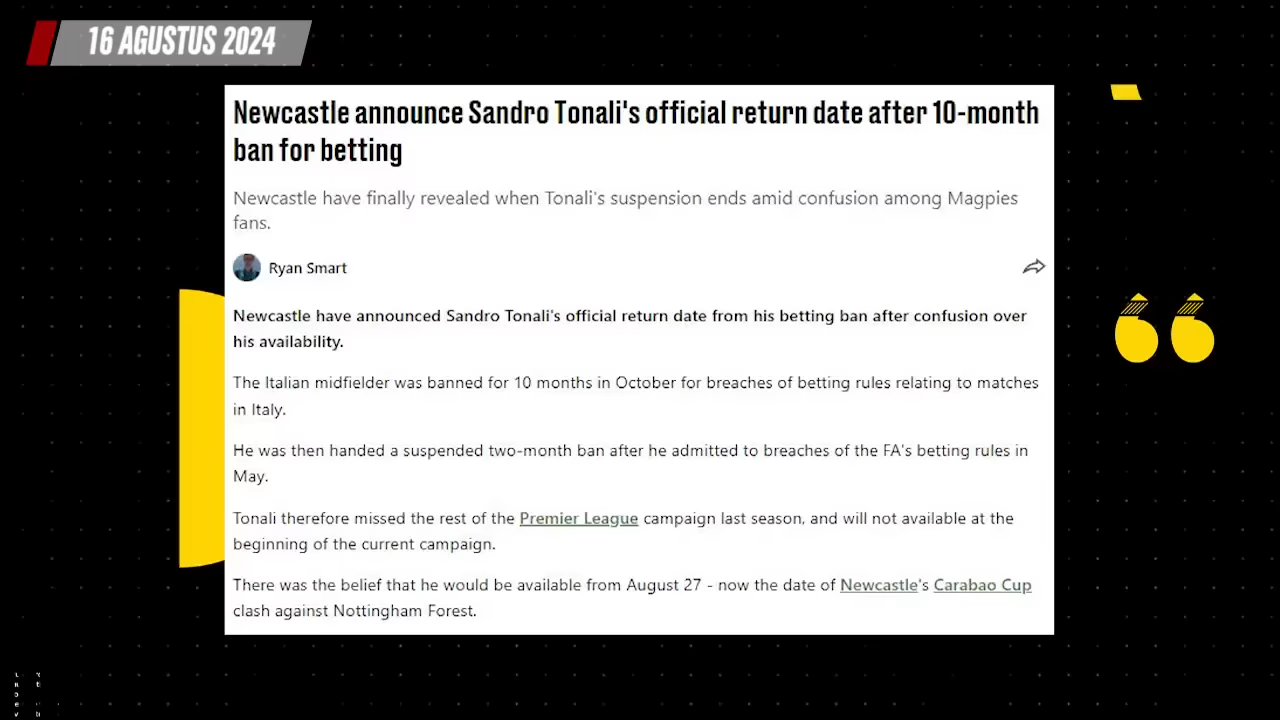 16 AGUSTUS 2024
Newcastle announce Sandro Tonali's official return date after 10-month
ban for betting
Newcastle have finally revealed when Tonali's suspension ends amid confusion among Magpies
fans.
Ryan Smart
Newcastle have announced Sandro Tonali's official return date from his betting ban after confusion over
his availability.
The Italian midfielder was banned for 10 months in October for breaches of betting rules relating to matches
in Italy.
He was then handed a suspended two-month ban after he admitted to breaches of the FA's betting rules in
May.
Tonali therefore missed the rest of the Premier League campaign last season, and will not available at the
beginning of the current campaign.
There was the belief that he would be available from August 27 - now the date of Newcastle's Carabao Cup
clash against Nottingham Forest.